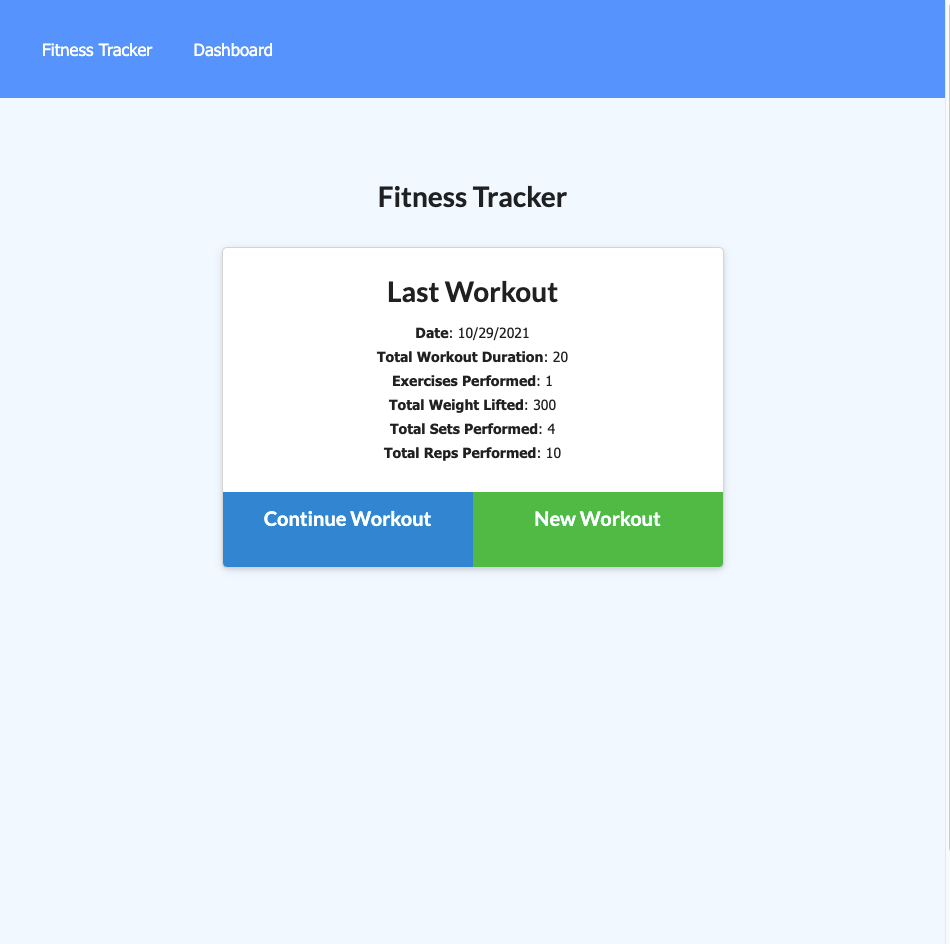 Fitness Tracker Dashboard
Fitness Tracker
Last Workout
Date: 10/29/2021
Total Workout Duration: 20
Exercises Performed: 1
Total Weight Lifted: 300
Total Sets Performed: 4
Total Reps Performed: 10
Continue Workout New Workout